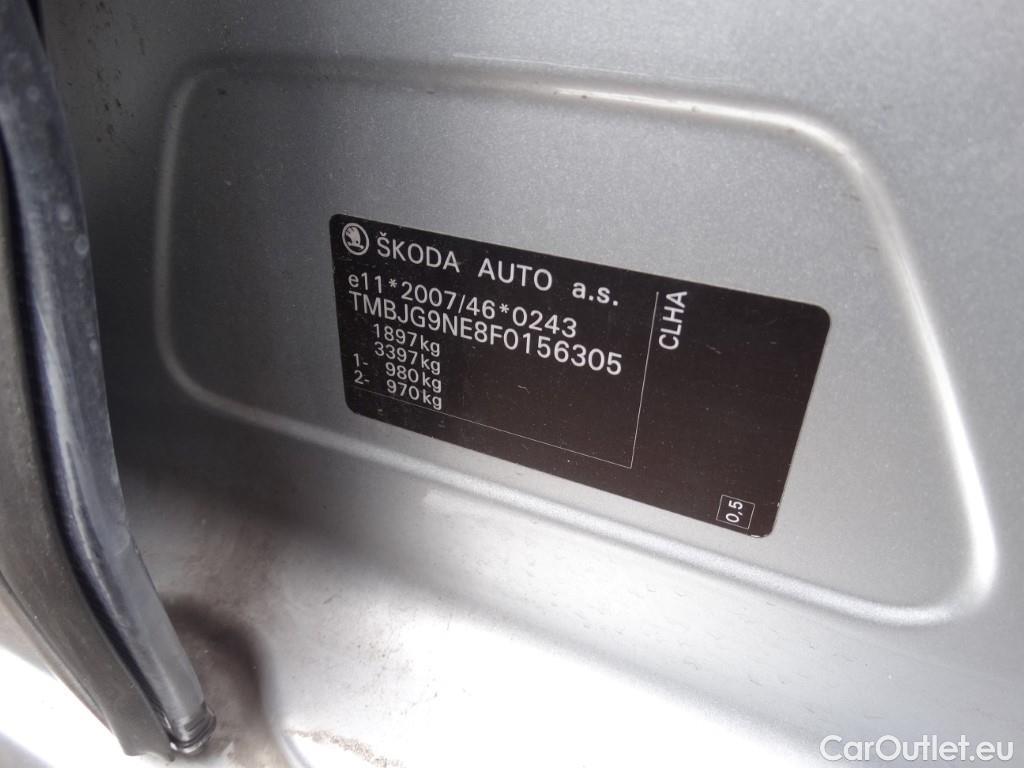 ŠKODA AUTO a.s.
e11*2007/46*0243
TMBJG9NE8F0156305
1897kg
3397kg
1- 980kg
2- 970kg
CLHA
0,5
CarOutlet.eu